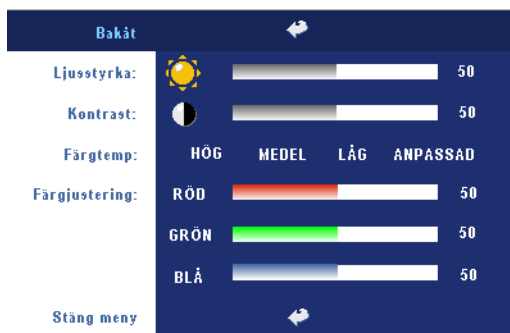 Bakåt
Ljusstyrka: 50
Kontrast: 50
Färgtemp: HÖG MEDEL LÅG ANPASSAD
Färgjustering: RÖD 50
GRÖN 50
BLÅ 50
Stäng meny